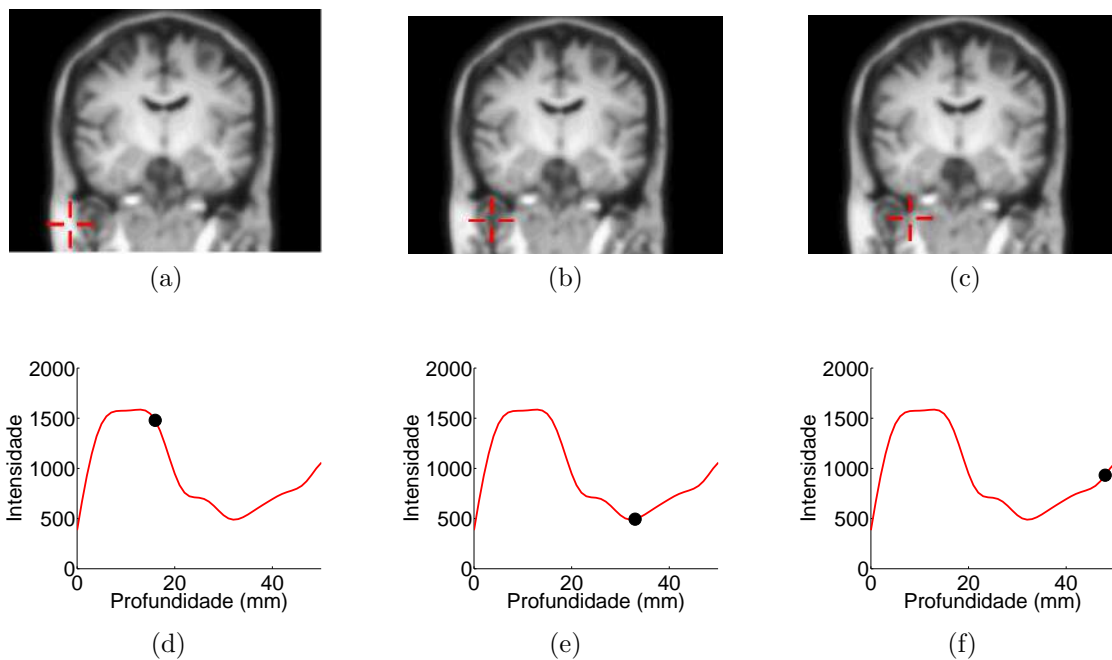 (a) (b) (c)
2000 2000 2000
1500 1500 1500
1000 1000 1000
500 500 500
0 0 0
Intensidade Intensidade Intensidade
0 20 40 0 20 40 0 20 40
Profundidade (mm) Profundidade (mm) Profundidade (mm)
(d) (e) (f)